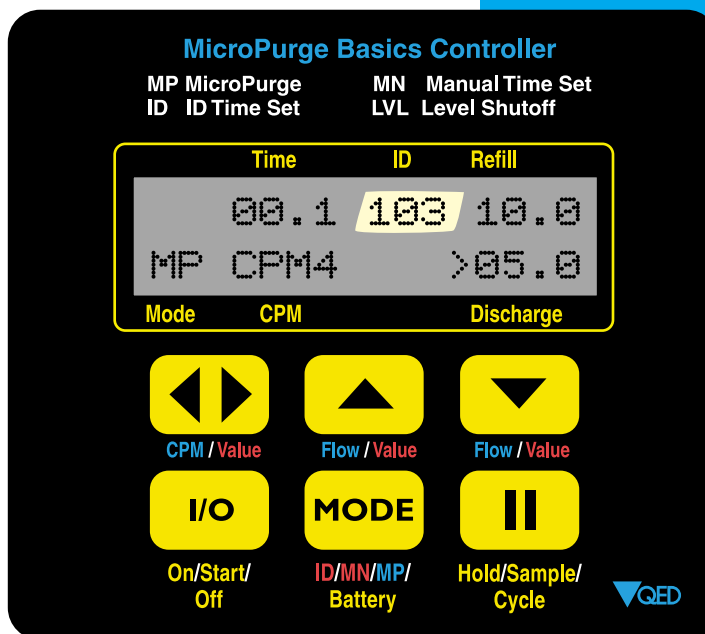 MicroPurge Basics Controller
MP MicroPurge MN Manual Time Set
ID ID Time Set LVL Level Shutoff
Time ID Refill
00.1 103 10.0
MP CPM4 >05.0
Mode CPM Discharge
CPM / Value Flow / Value Flow / Value
I/O MODE
On/Start/ ID/MN/MP/ Hold/Sample/
Off Battery Cycle
QED